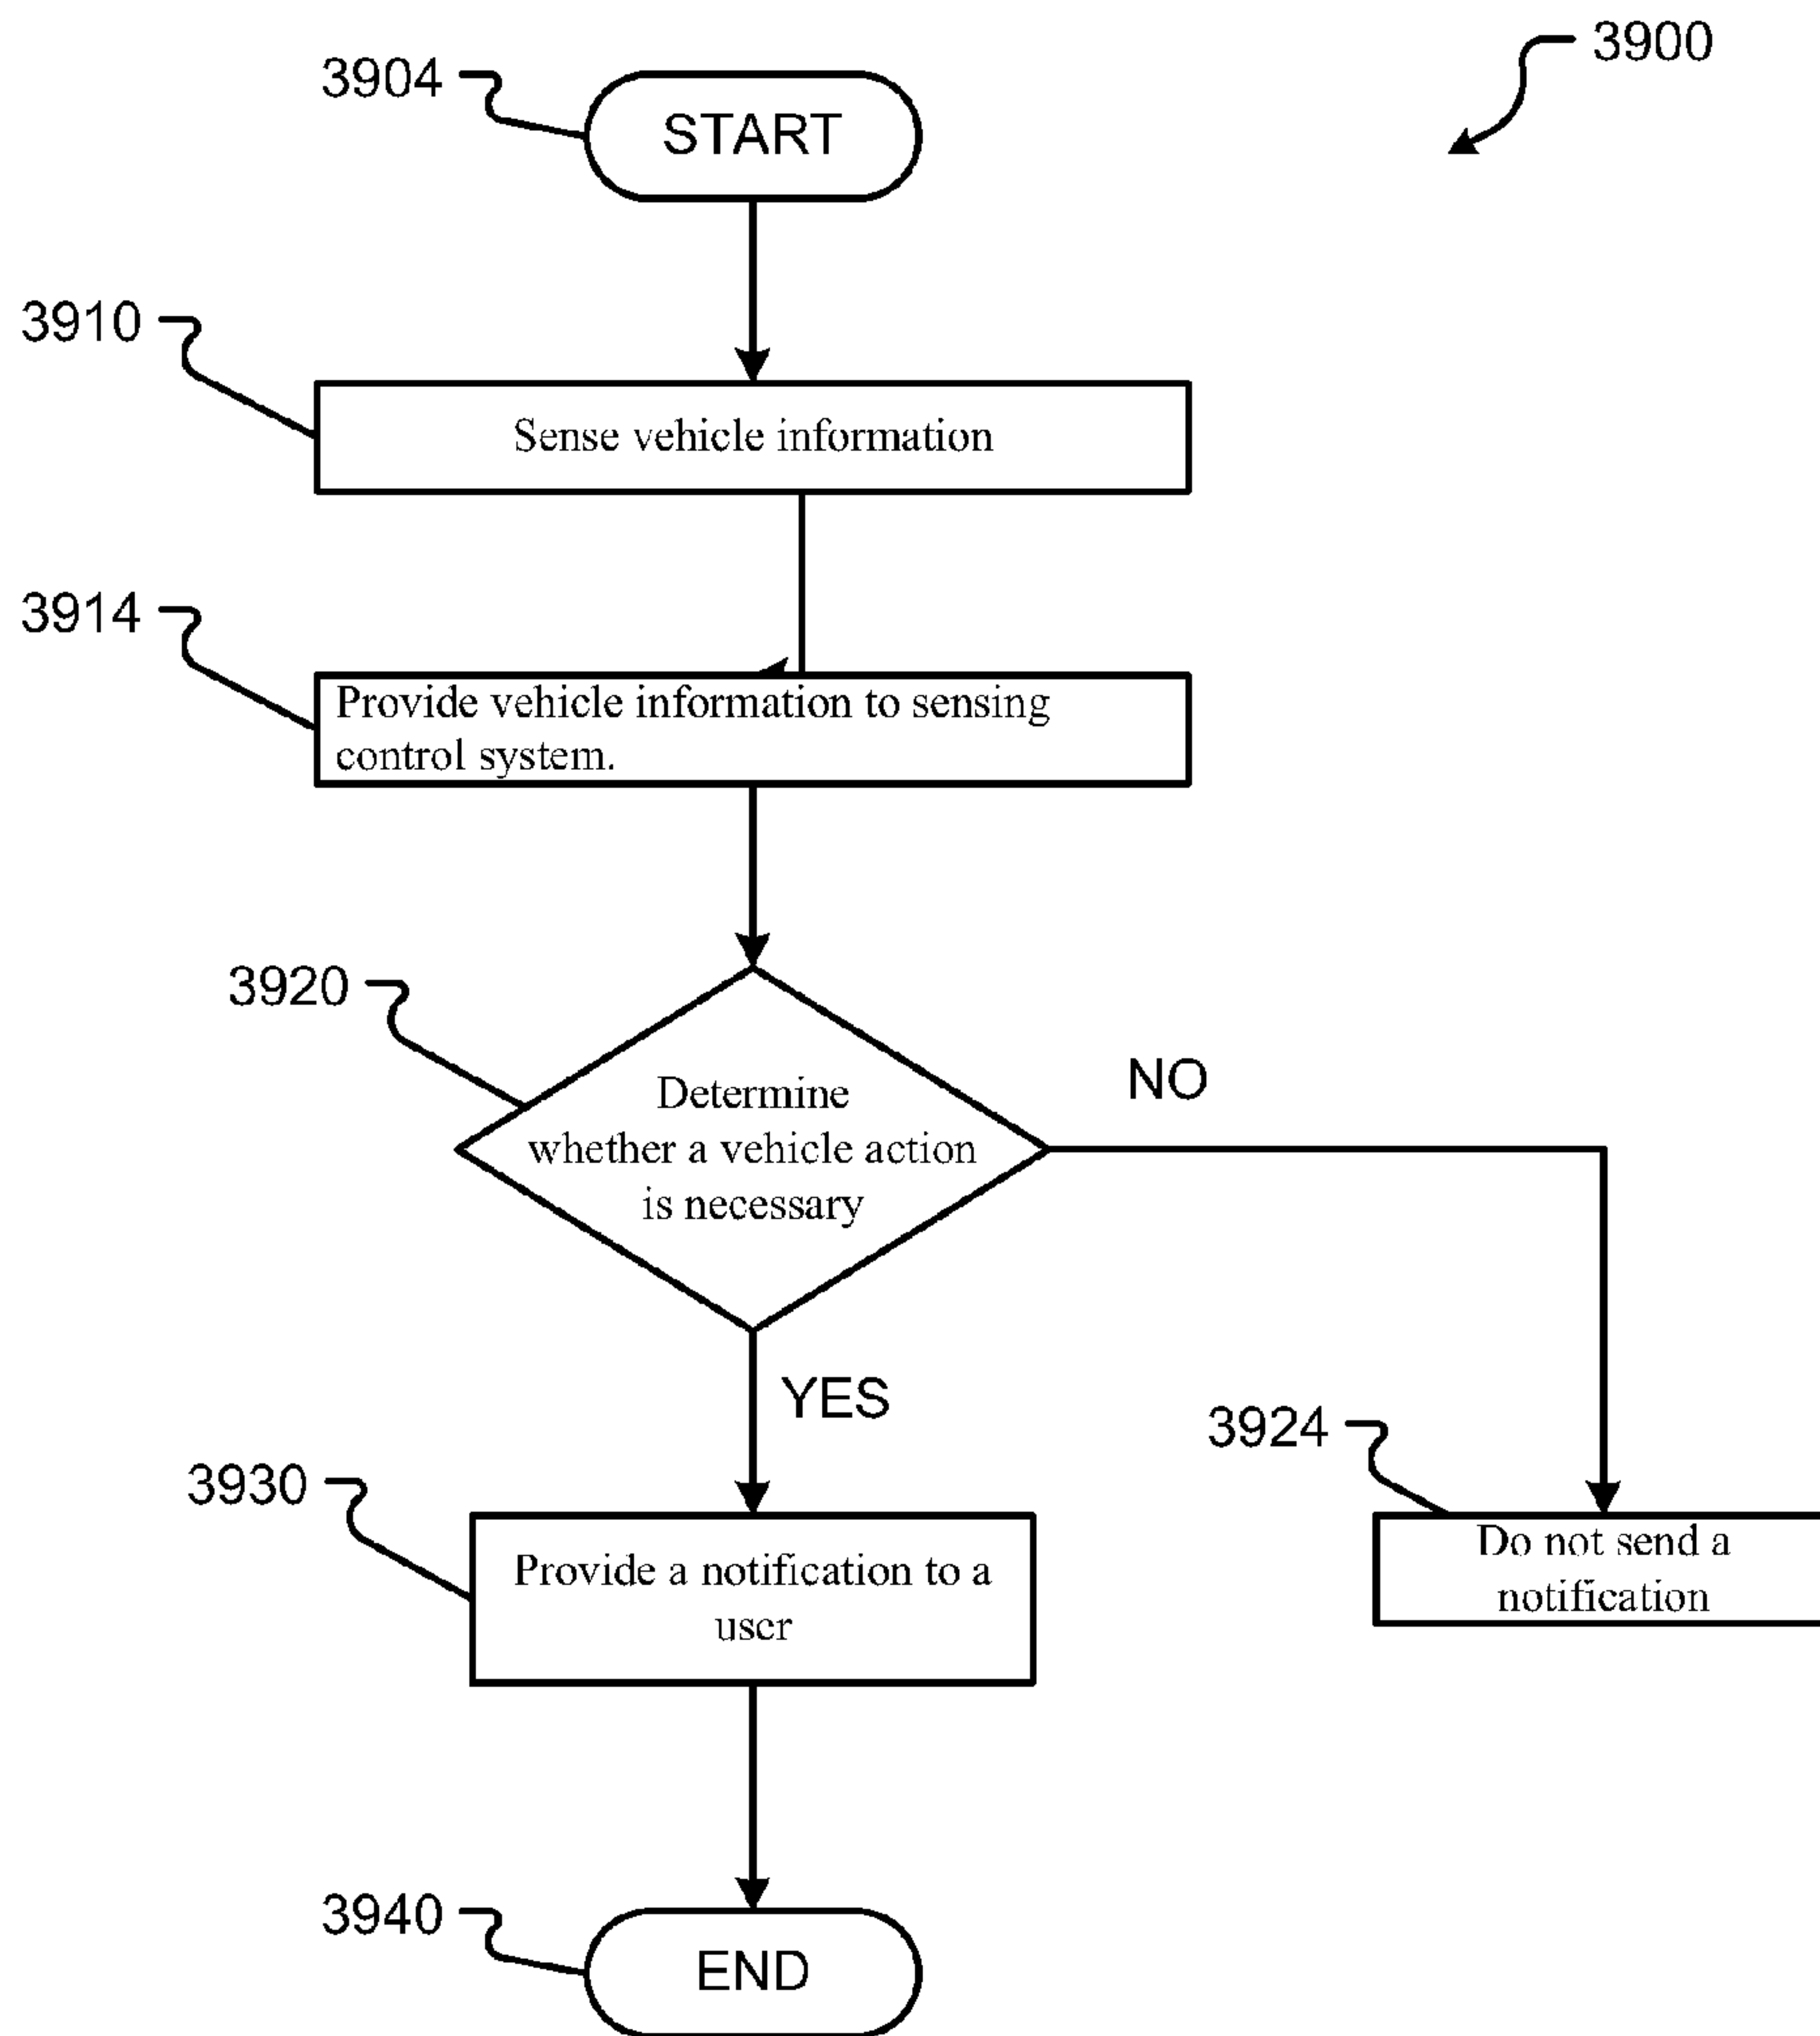 3900
3904
START
3910
Sense vehicle information
3914
Provide vehicle information to sensing
control system.
3920
Determine
whether a vehicle action
is necessary
NO
YES
3924
3930
Do not send a
notification
Provide a notification to a
user
3940
END